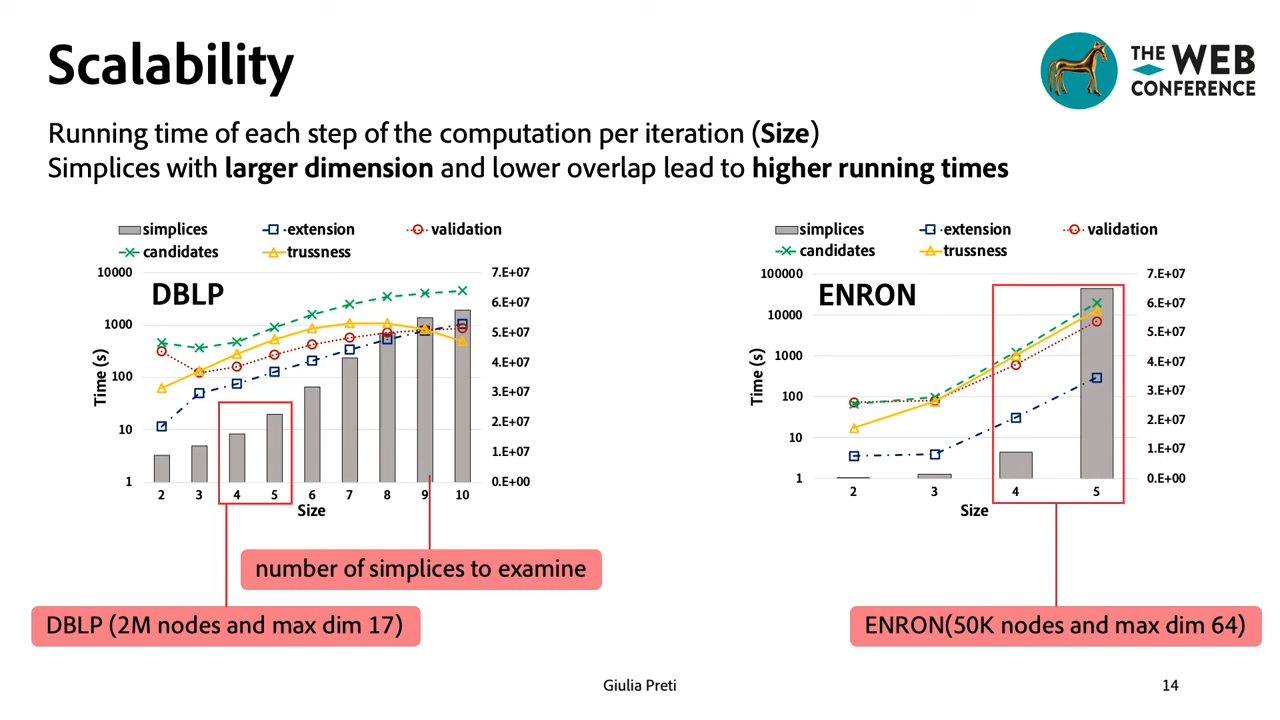 Scalability
THE WEB
CONFERENCE
Running time of each step of the computation per iteration (Size)
Simplices with larger dimension and lower overlap lead to higher running times
simplices extension validation
candidates trussness
DBLP
10000
1000
100
10
1
Time (s)
7.E+07
6.E+07
5.E+07
4.E+07
3.E+07
2.E+07
1.E+07
0.E+00
2 3 4 5 6 7 8 9 10
Size
simplices extension validation
candidates trussness
ENRON
100000
10000
1000
100
10
1
Time (s)
7.E+07
6.E+07
5.E+07
4.E+07
3.E+07
2.E+07
1.E+07
0.E+00
2 3 4 5
Size
number of simplices to examine
DBLP (2M nodes and max dim 17)
ENRON(50K nodes and max dim 64)
Giulia Preti
14